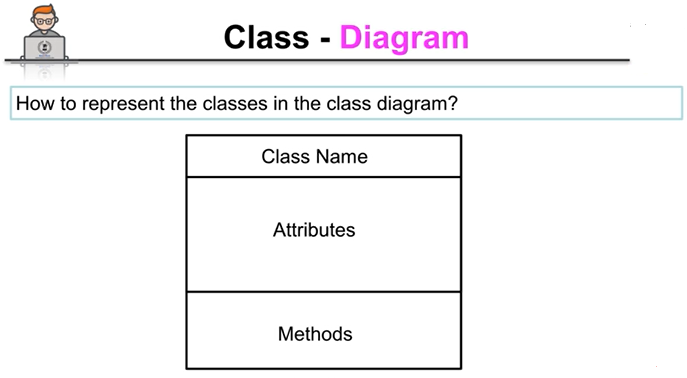 Class - Diagram
How to represent the classes in the class diagram?
Class Name
Attributes
Methods